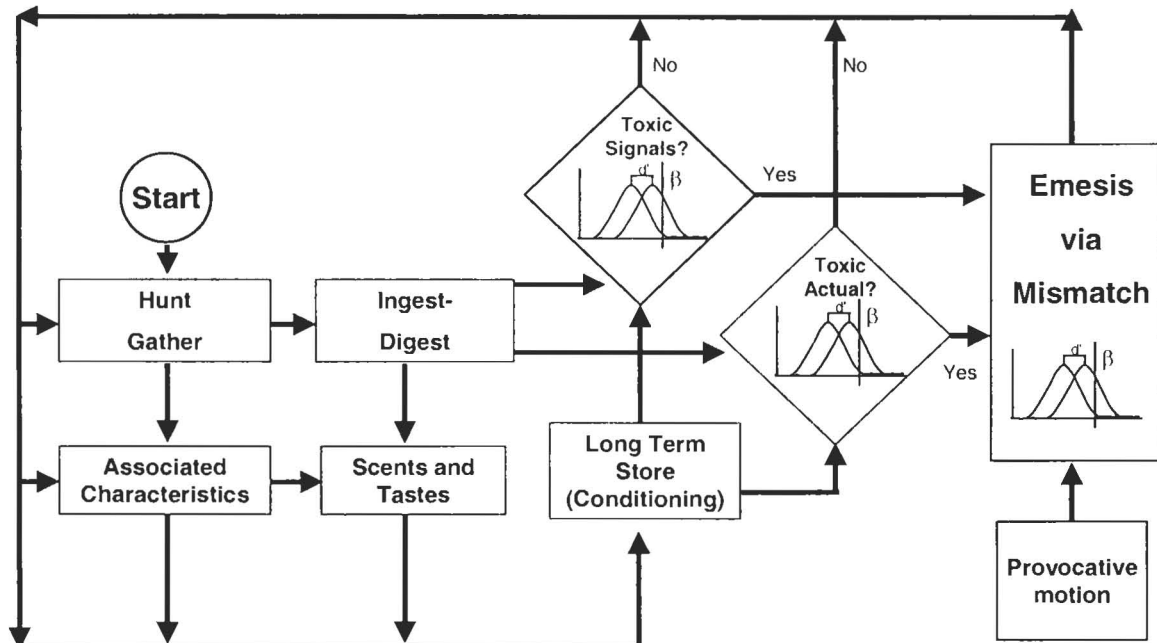 No
No
Toxic
Signals?
d'
β
Yes
Start
Emesis
via
Mismatch
d'
β
Toxic
Actual?
d'
β
Yes
Hunt
Gather
Ingest-
Digest
Associated
Characteristics
Scents and
Tastes
Long Term
Store
(Conditioning)
Provocative
motion